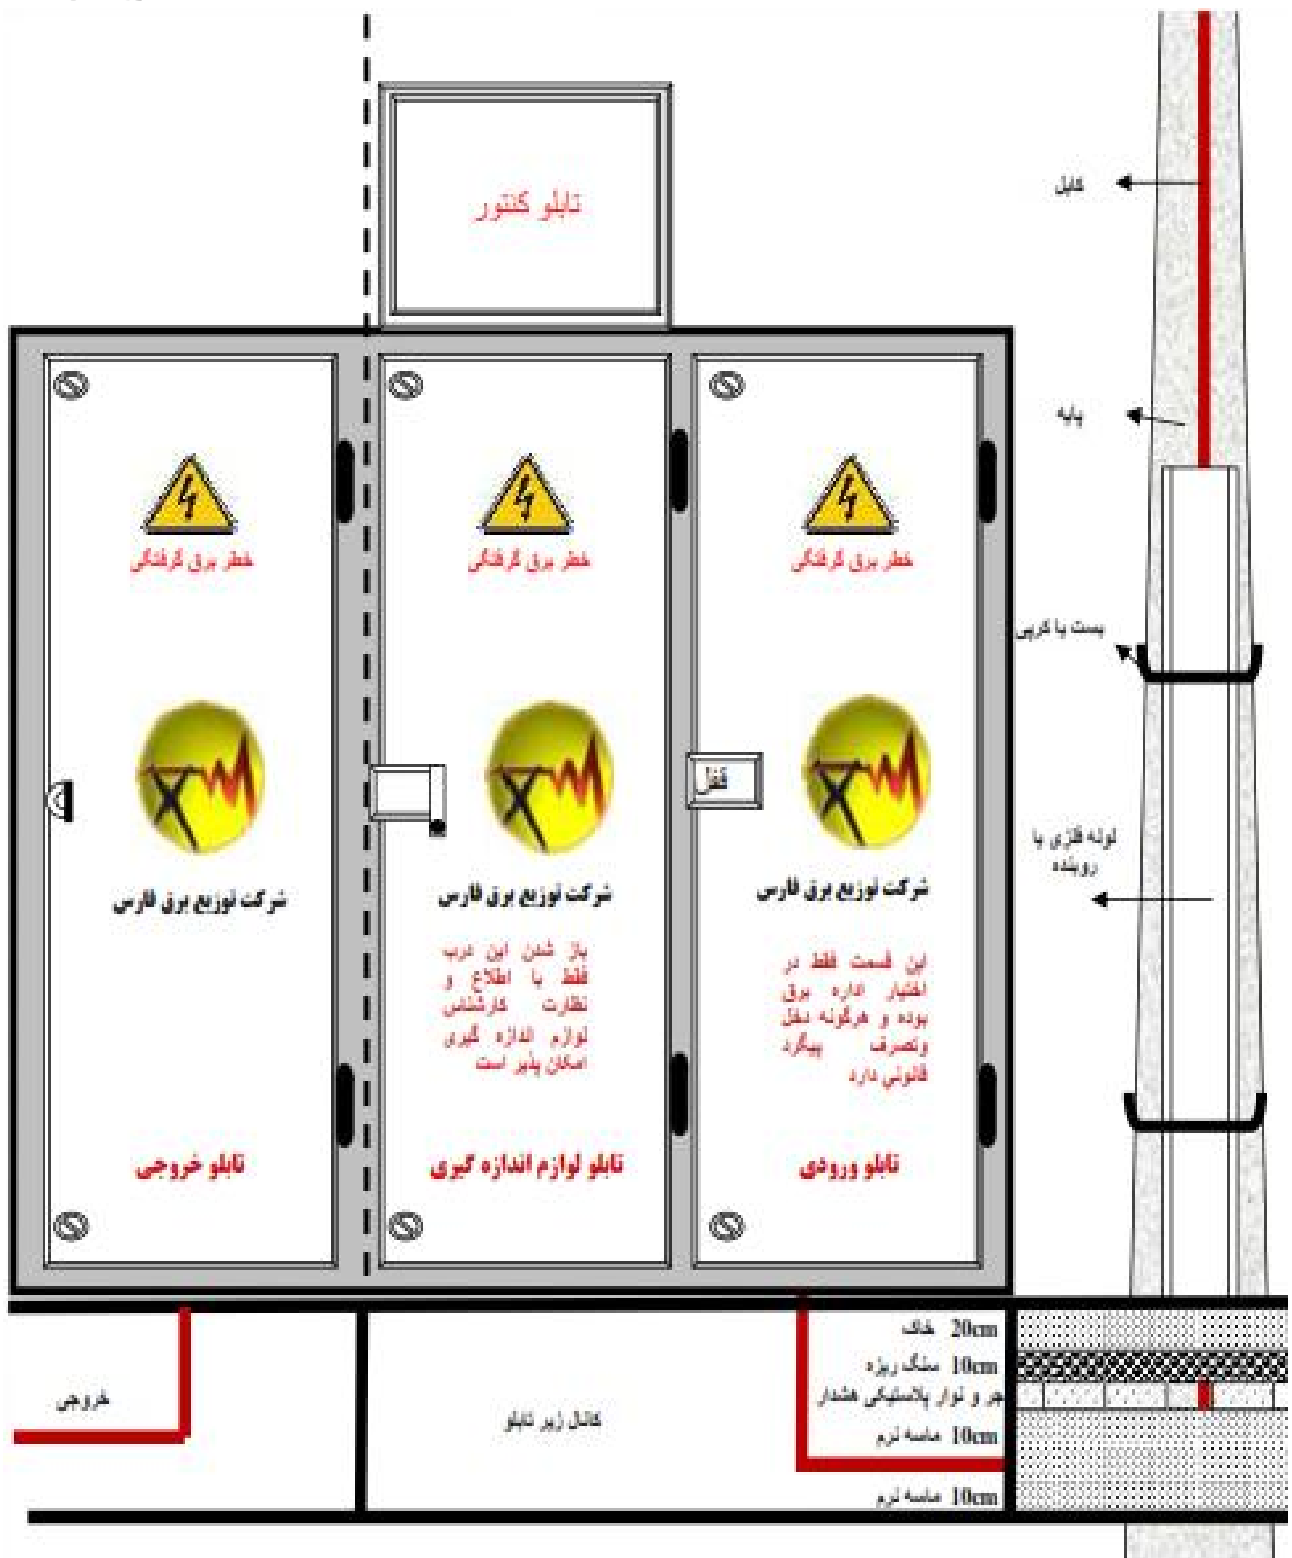 تابلو کنتور
کابل
پایه
بست یا کرپی
لوله فلزی یا
روبنده
خطر برق گرفتگی
خطر برق گرفتگی
خطر برق گرفتگی
قفل
شرکت توزیع برق فارس
این قسمت فقط در
اختیار اداره برق
بوده و هرگونه دخل
وتصرف پیگرد
قانونی دارد
تابلو ورودی
شرکت توزیع برق فارس
باز شدن این درب
فقط با اطلاع و
نظارت کارشناس
لوازم اندازه گیری
امکان پذیر است
تابلو لوازم اندازه گیری
شرکت توزیع برق فارس
تابلو خروجی
20cm خاک
10cm سنگ ریزه
جر و نوار پلاستیکی هشدار
10cm ماسه نرم
10cm ماسه نرم
کانال زیر تابلو
خروجی